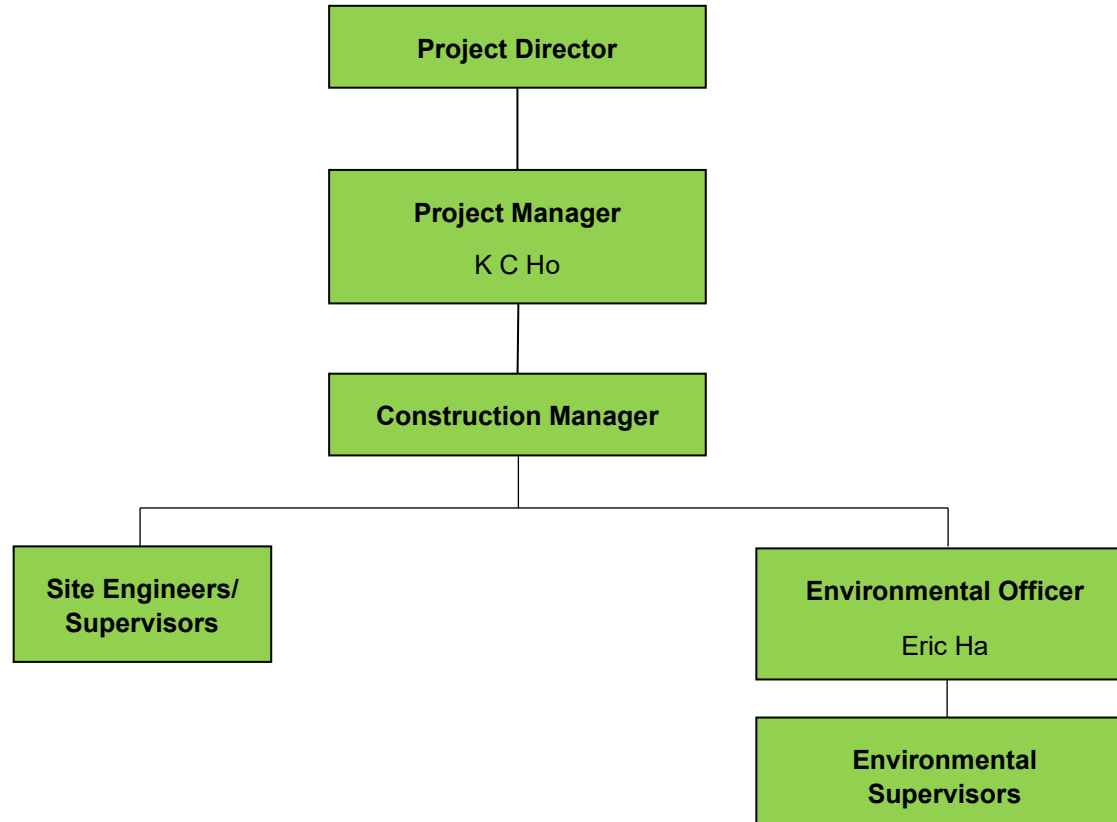 Project Director
Project Manager
K C Ho
Construction Manager
Site Engineers/
Supervisors
Environmental Officer
Eric Ha
Environmental
Supervisors